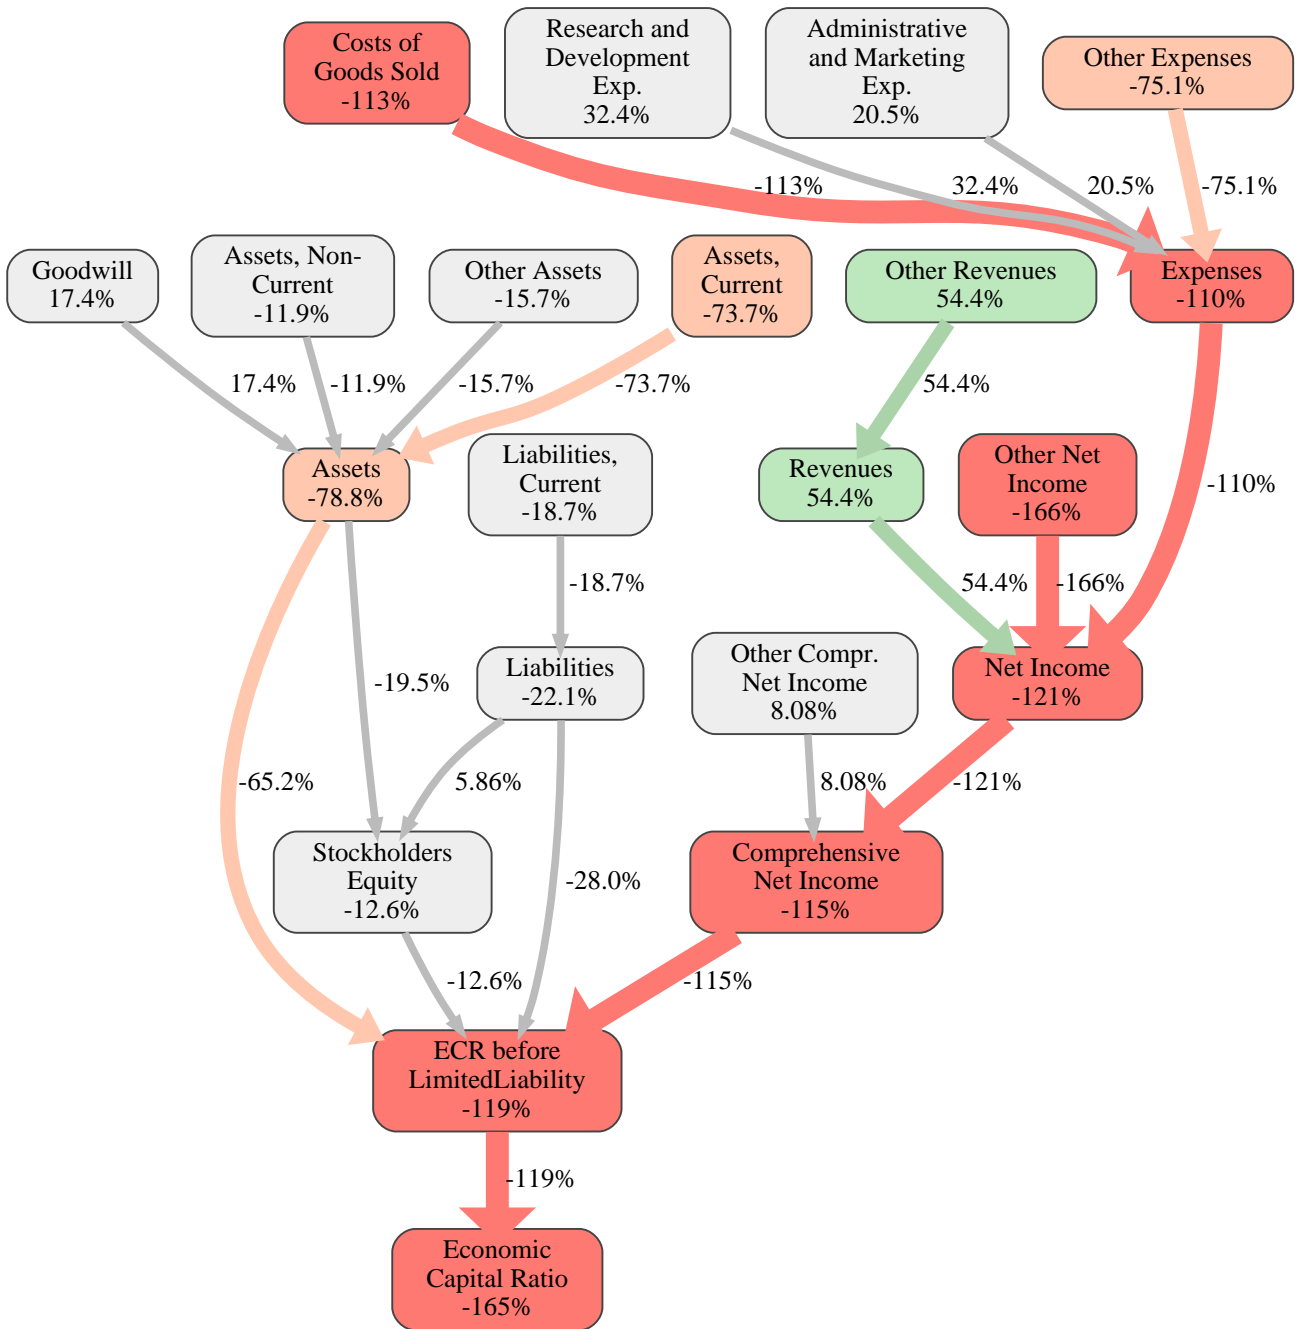 Costs of
Goods Sold
-113%
Research and
Development
Exp.
32.4%
Administrative
and Marketing
Exp.
20.5%
Other Expenses
-75.1%
-113%
32.4%
20.5%
-75.1%
Goodwill
17.4%
Assets, Non-
Current
-11.9%
Other Assets
-15.7%
Assets,
Current
-73.7%
Other Revenues
54.4%
Expenses
-110%
17.4%
-11.9%
-15.7%
-73.7%
54.4%
-110%
Assets
-78.8%
Liabilities,
Current
-18.7%
Revenues
54.4%
Other Net
Income
-166%
-18.7%
54.4%
-166%
-19.5%
Liabilities
-22.1%
Other Compr.
Net Income
8.08%
Net Income
-121%
-65.2%
5.86%
8.08%
-121%
-28.0%
Stockholders
Equity
-12.6%
Comprehensive
Net Income
-115%
-12.6%
-115%
ECR before
LimitedLiability
-119%
-119%
Economic
Capital Ratio
-165%